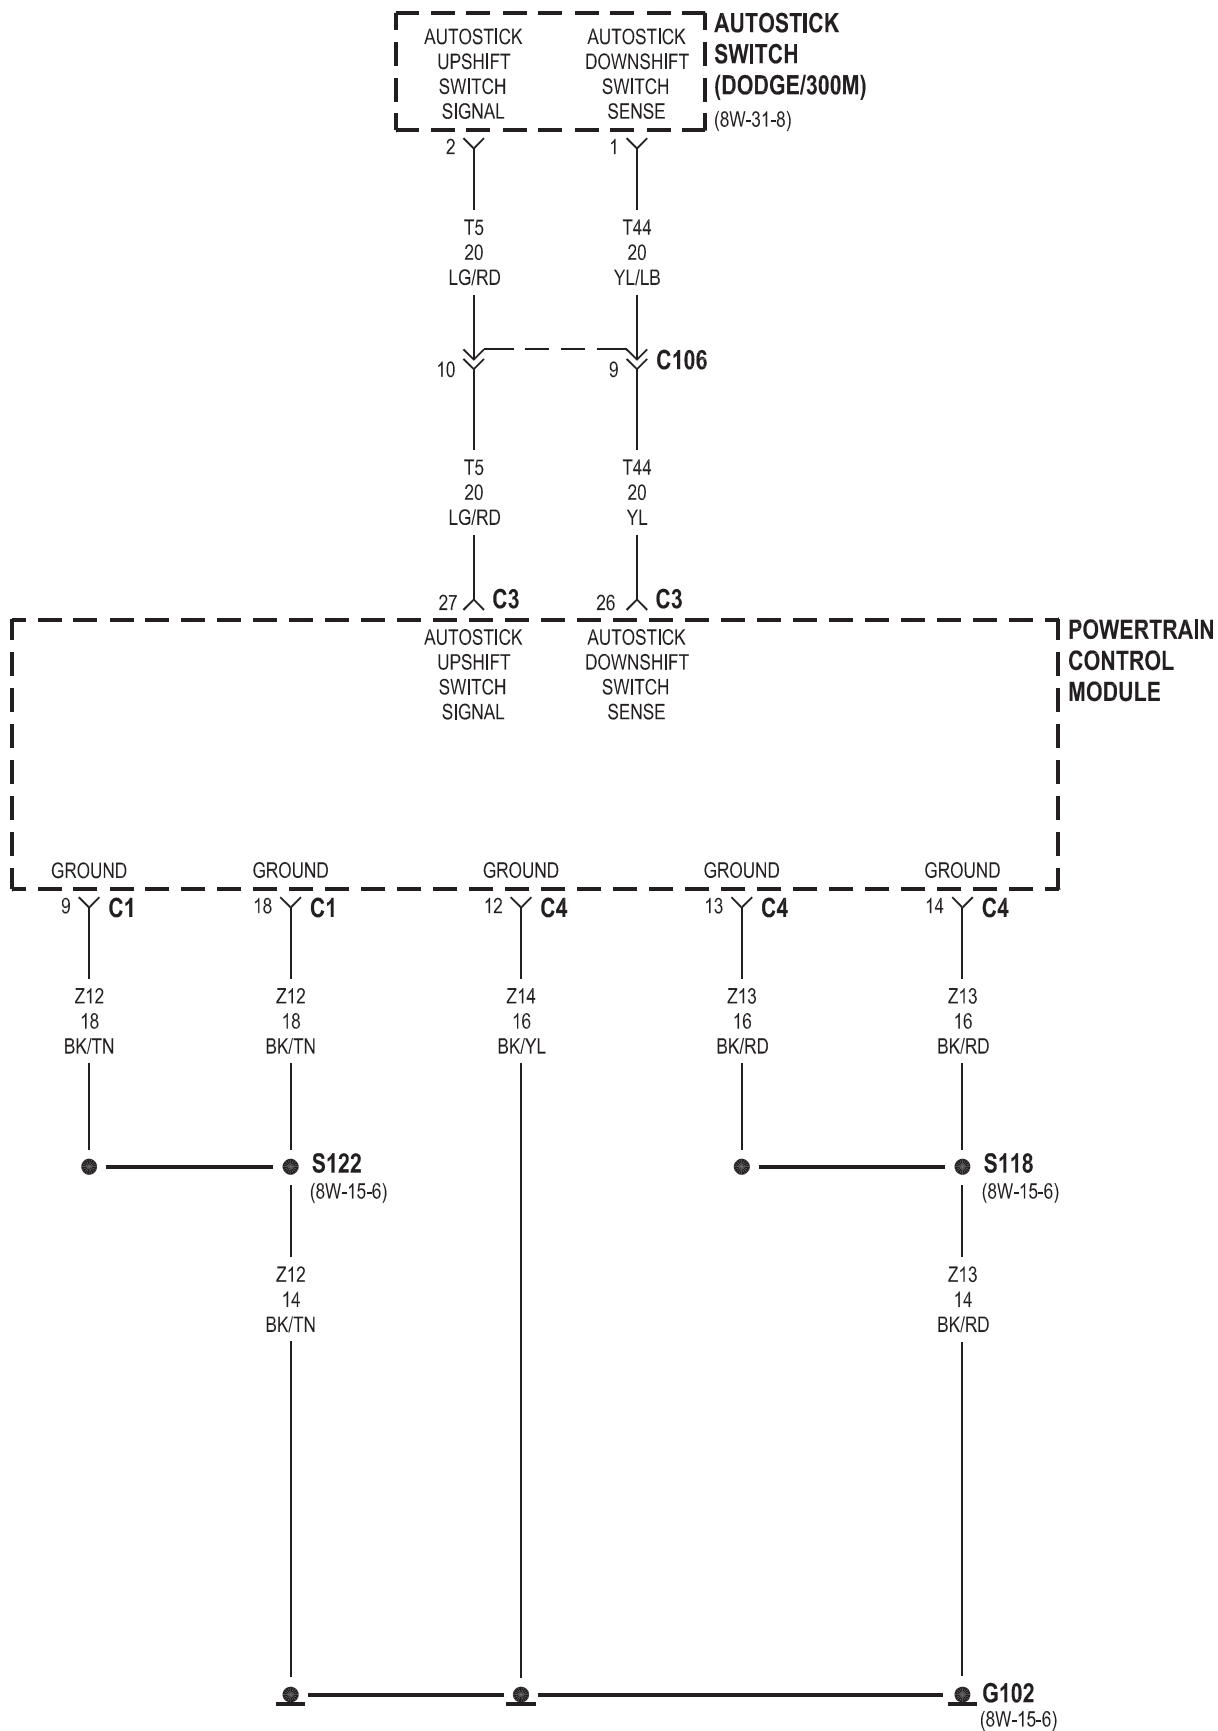 AUTOSTICK
UPSHIFT
SWITCH
SIGNAL
AUTOSTICK
DOWNSHIFT
SWITCH
SENSE
AUTOSTICK
SWITCH
(DODGE/300M)
(8W-31-8)
2
1
T5
20
LG/RD
T44
20
YL/LB
10
9
C106
T5
20
LG/RD
T44
20
YL
27
C3
26
C3
AUTOSTICK
UPSHIFT
SWITCH
SIGNAL
AUTOSTICK
DOWNSHIFT
SWITCH
SENSE
POWERTRAIN
CONTROL
MODULE
GROUND
GROUND
GROUND
GROUND
GROUND
9
C1
18
C1
12
C4
13
C4
14
C4
Z12
18
BK/TN
Z12
18
BK/TN
Z14
16
BK/YL
Z13
16
BK/RD
Z13
16
BK/RD
S122
(8W-15-6)
S118
(8W-15-6)
Z12
14
BK/TN
Z13
14
BK/RD
G102
(8W-15-6)